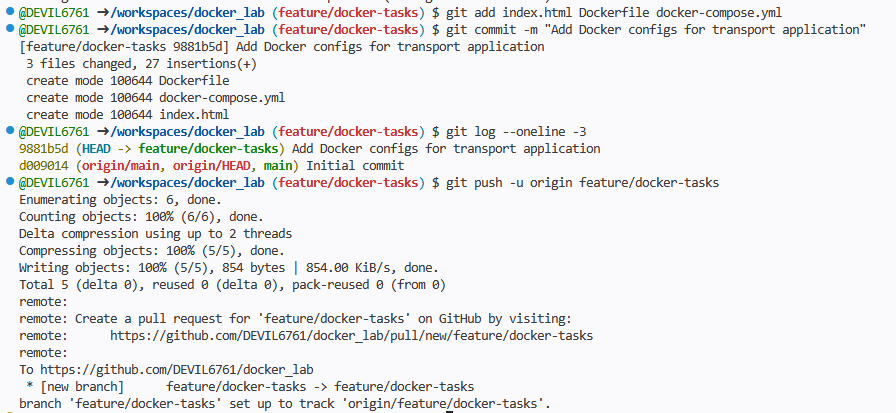 @DEVIL6761 ➜/workspaces/docker_lab (feature/docker-tasks) $ git add index.html Dockerfile docker-compose.yml
@DEVIL6761 ➜/workspaces/docker_lab (feature/docker-tasks) $ git commit -m "Add Docker configs for transport application"
[feature/docker-tasks 9881b5d] Add Docker configs for transport application
 3 files changed, 27 insertions(+)
 create mode 100644 Dockerfile
 create mode 100644 docker-compose.yml
 create mode 100644 index.html
@DEVIL6761 ➜/workspaces/docker_lab (feature/docker-tasks) $ git log --oneline -3
9881b5d (HEAD -> feature/docker-tasks) Add Docker configs for transport application
d009014 (origin/main, origin/HEAD, main) Initial commit
@DEVIL6761 ➜/workspaces/docker_lab (feature/docker-tasks) $ git push -u origin feature/docker-tasks
Enumerating objects: 6, done.
Counting objects: 100% (6/6), done.
Delta compression using up to 2 threads
Compressing objects: 100% (5/5), done.
Writing objects: 100% (5/5), 854 bytes | 854.00 KiB/s, done.
Total 5 (delta 0), reused 0 (delta 0), pack-reused 0 (from 0)
remote:
remote: Create a pull request for 'feature/docker-tasks' on GitHub by visiting:
remote:      https://github.com/DEVIL6761/docker_lab/pull/new/feature/docker-tasks
remote:
To https://github.com/DEVIL6761/docker_lab
 * [new branch]      feature/docker-tasks -> feature/docker-tasks
branch 'feature/docker-tasks' set up to track 'origin/feature/docker-tasks'.